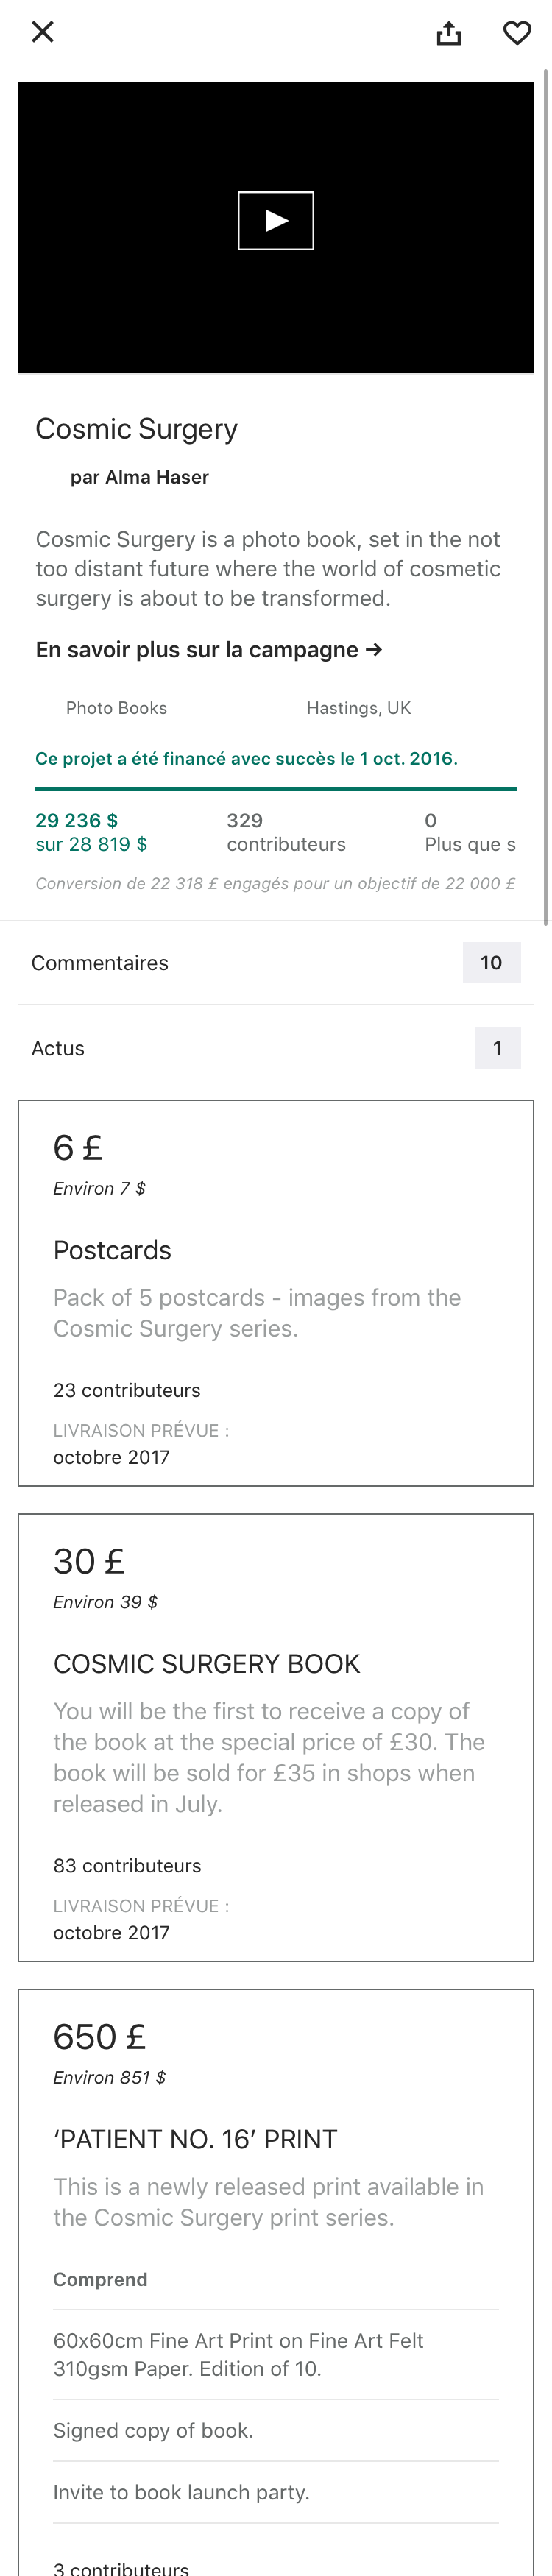 Cosmic Surgery
par Alma Haser
Cosmic Surgery is a photo book, set in the not
too distant future where the world of cosmetic
surgery is about to be transformed.
En savoir plus sur la campagne →
Photo Books
Hastings, UK
Ce projet a été financé avec succès le 1 oct. 2016.
29 236 $
sur 28 819 $
329
contributeurs
0
Plus que s
Conversion de 22 318 £ engagés pour un objectif de 22 000 £
Commentaires
10
Actus
1
6 £
Environ 7 $
Postcards
Pack of 5 postcards - images from the
Cosmic Surgery series.
23 contributeurs
LIVRAISON PRÉVUE :
octobre 2017
30 £
Environ 39 $
COSMIC SURGERY BOOK
You will be the first to receive a copy of
the book at the special price of £30. The
book will be sold for £35 in shops when
released in July.
83 contributeurs
LIVRAISON PRÉVUE :
octobre 2017
650 £
Environ 851 $
‘PATIENT NO. 16’ PRINT
This is a newly released print available in
the Cosmic Surgery print series.
Comprend
60x60cm Fine Art Print on Fine Art Felt
310gsm Paper. Edition of 10.
Signed copy of book.
Invite to book launch party.
3 contributeurs